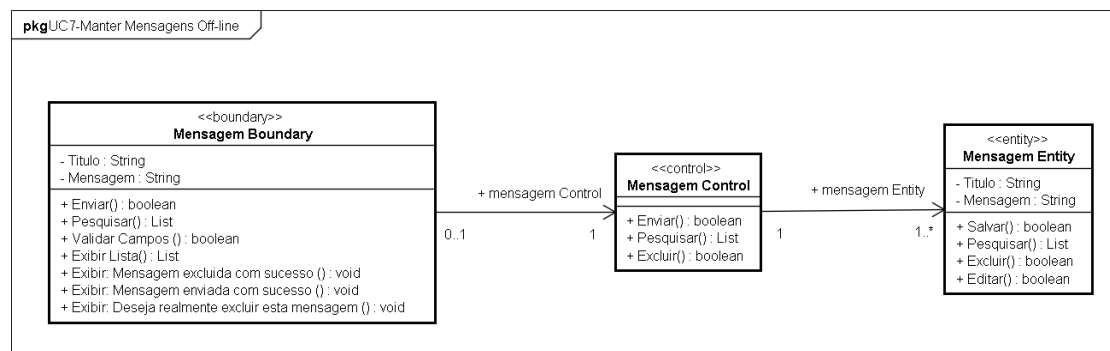 pkgUC7-Manter Mensagens Off-line
<<boundary>>
Mensagem Boundary
- Titulo : String
- Mensagem : String
+ Enviar() : boolean
+ Pesquisar() : List
+ Validar Campos () : boolean
+ Exibir Lista() : List
+ Exibir: Mensagem excluida com sucesso () : void
+ Exibir: Mensagem enviada com sucesso () : void
+ Exibir: Deseja realmente excluir esta mensagem () : void
+ mensagem Control
0..1
1
<<control>>
Mensagem Control
+ Enviar() : boolean
+ Pesquisar() : List
+ Excluir() : boolean
+ mensagem Entity
1
1..*
<<entity>>
Mensagem Entity
- Titulo : String
- Mensagem : String
+ Salvar() : boolean
+ Pesquisar() : List
+ Excluir() : boolean
+ Editar() : boolean